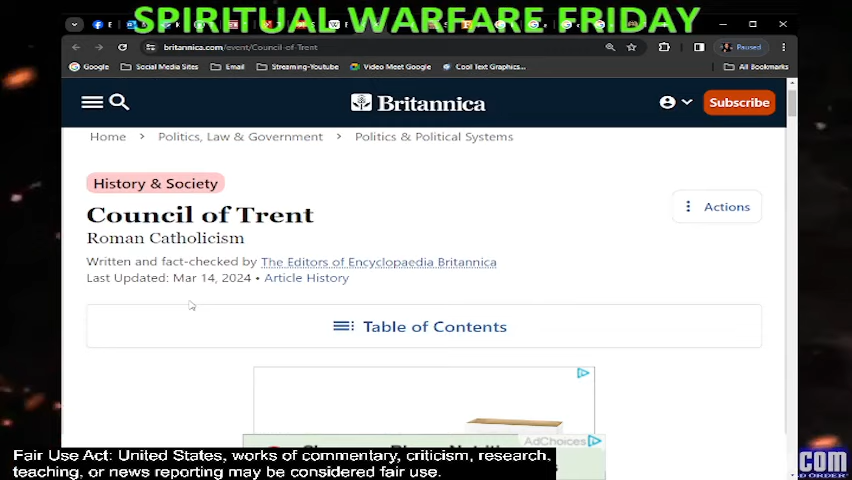 SPIRITUAL WARFARE FRIDAY
britannica.com/event/Council-of-Trent
Paused
Google Social Media Sites Email Streaming-Youtube Video Meet Google Cool Text Graphics... All Bookmarks
Britannica
Subscribe
Home > Politics, Law & Government > Politics & Political Systems
History & Society
Council of Trent
Actions
Roman Catholicism
Written and fact-checked by The Editors of Encyclopaedia Britannica
Last Updated: Mar 14, 2024 • Article History
Table of Contents
AdChoices
Fair Use Act: United States, works of commentary, criticism, research,
teaching, or news reporting may be considered fair use.
COM